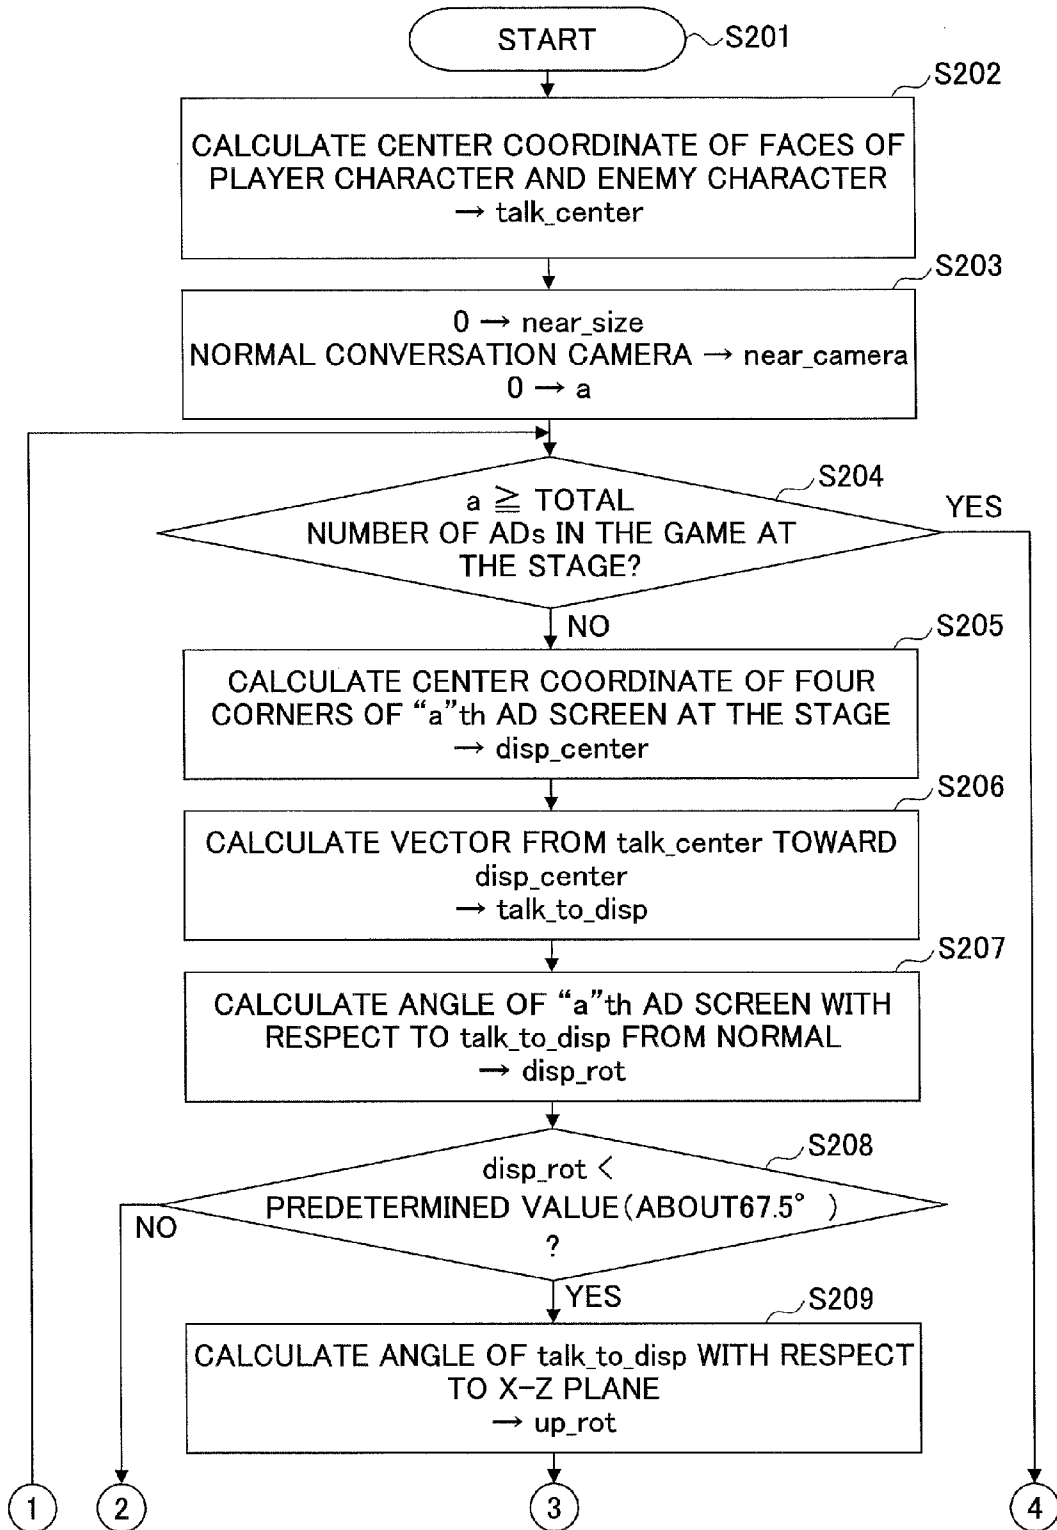 START
S201
S202
CALCULATE CENTER COORDINATE OF FACES OF
PLAYER CHARACTER AND ENEMY CHARACTER
→ talk_center
S203
0 → near_size
NORMAL CONVERSATION CAMERA → near_camera
0 → a
S204
a ≧ TOTAL
NUMBER OF ADs IN THE GAME AT
THE STAGE?
YES
NO
S205
CALCULATE CENTER COORDINATE OF FOUR
CORNERS OF “a”th AD SCREEN AT THE STAGE
→ disp_center
S206
CALCULATE VECTOR FROM talk_center TOWARD
disp_center
→ talk_to_disp
S207
CALCULATE ANGLE OF “a”th AD SCREEN WITH
RESPECT TO talk_to_disp FROM NORMAL
→ disp_rot
S208
disp_rot <
PREDETERMINED VALUE(ABOUT67.5° )
?
NO
YES
S209
CALCULATE ANGLE OF talk_to_disp WITH RESPECT
TO X-Z PLANE
→ up_rot
1
2
3
4